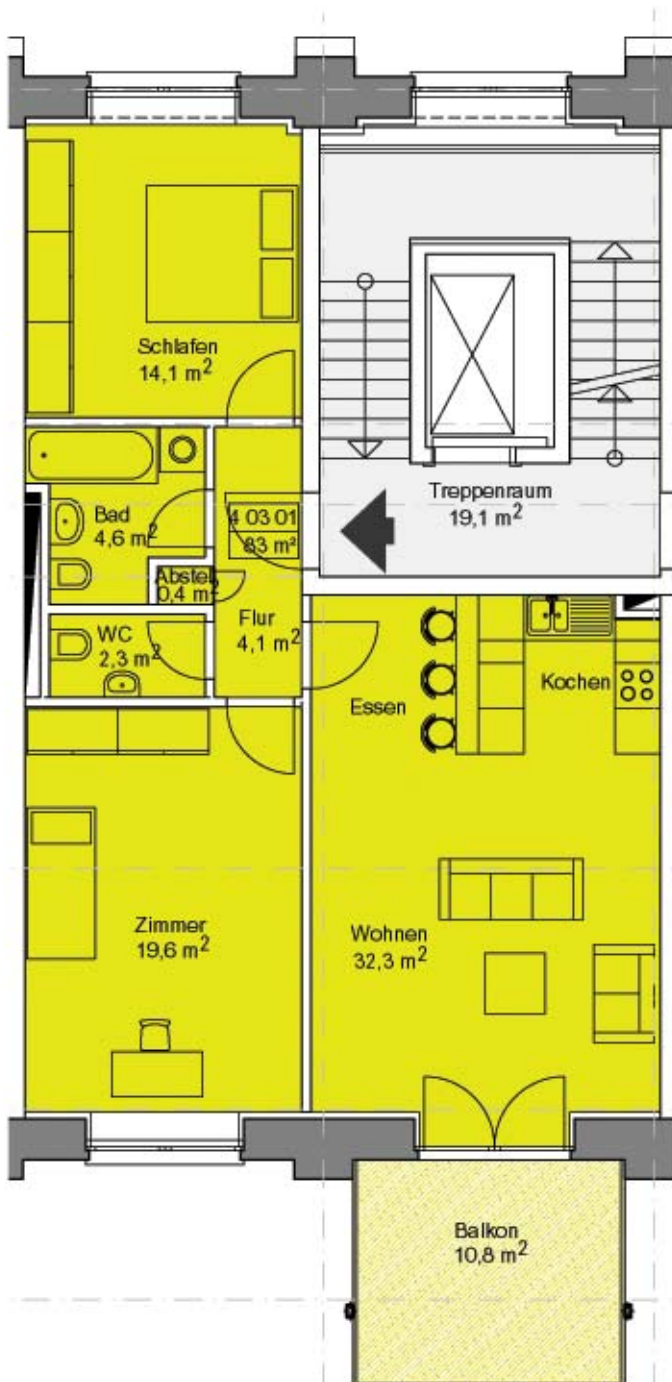 Schlafen
14,1 m²
Treppenraum
19,1 m²
Bad
4,6 m²
4 03 01
83 m²
Abstell
0,4 m²
Flur
4,1 m²
WC
2,3 m²
Essen
Kochen
Zimmer
19,6 m²
Wohnen
32,3 m²
Balkon
10,8 m²